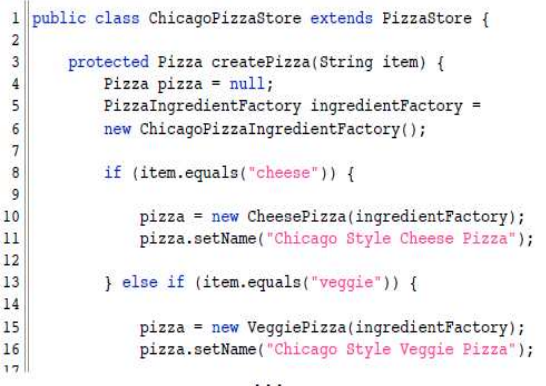 1 public class ChicagoPizzaStore extends PizzaStore {
2
3 protected Pizza createPizza(String item) {
4 Pizza pizza = null;
5 PizzaIngredientFactory ingredientFactory =
6 new ChicagoPizzaIngredientFactory();
7
8 if (item.equals("cheese")) {
9
10 pizza = new CheesePizza(ingredientFactory);
11 pizza.setName("Chicago Style Cheese Pizza");
12
13 } else if (item.equals("veggie")) {
14
15 pizza = new VeggiePizza(ingredientFactory);
16 pizza.setName("Chicago Style Veggie Pizza");
17
...